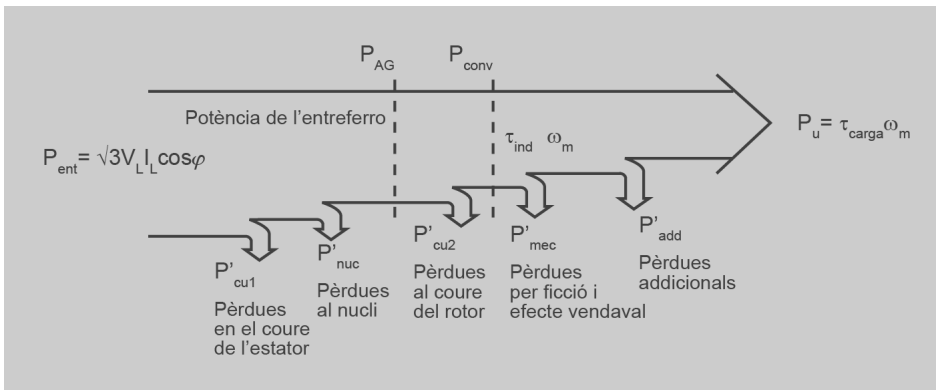 P_AG
P_conv
Potència de l’entreferro
P_ent= √3V_L I_L cosφ
τ_ind ω_m
P_u= τ_carga ω_m
P’_cu1
Pèrdues
en el coure
de l’estator
P’_nuc
Pèrdues
al nucli
P’_cu2
Pèrdues
al coure
del rotor
P’_mec
Pèrdues
per ficció i
efecte vendaval
P’_add
Pèrdues
addicionals